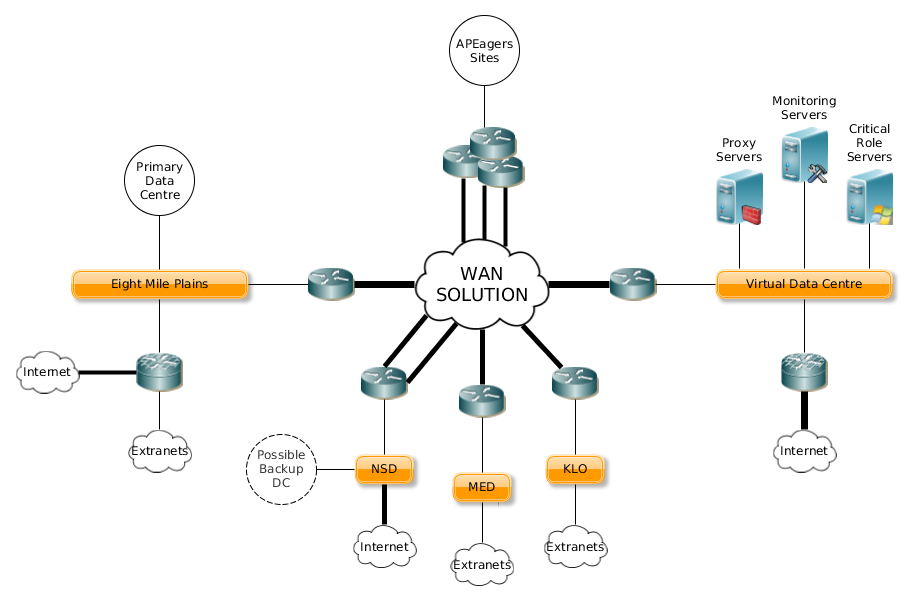 APEagers
Sites
Monitoring
Servers
Proxy
Servers
Critical
Role
Servers
Primary
Data
Centre
WAN
SOLUTION
Eight Mile Plains
Virtual Data Centre
Internet
Extranets
Possible
Backup
DC
NSD
MED
KLO
Internet
Internet
Extranets
Extranets